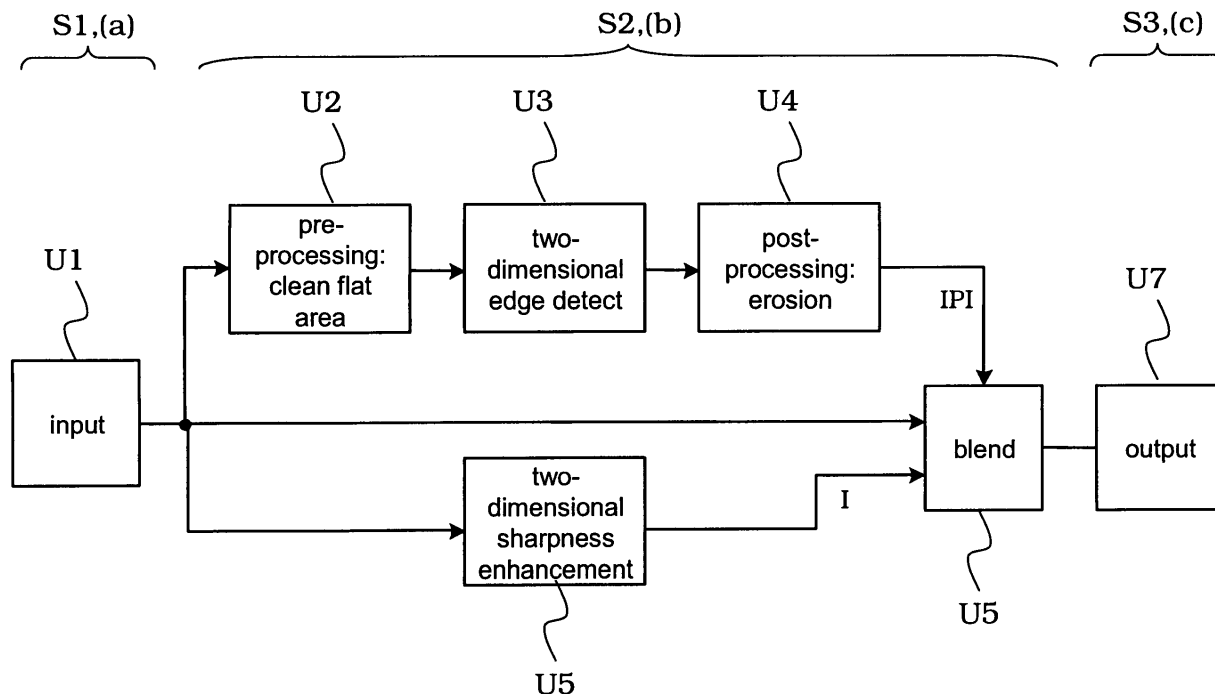 S1,(a)
S2,(b)
S3,(c)
U2
U3
U4
pre-
processing:
clean flat
area
two-
dimensional
edge detect
post-
processing:
erosion
U1
IPI
U7
input
blend
output
two-
dimensional
sharpness
enhancement
I
U5
U5